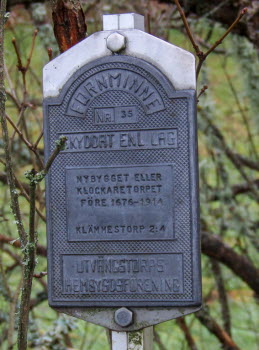 FORNMINNE
NR 35
SKYDDAT ENL. LAG
NYBYGGET ELLER
KLOCKARETORPET
FÖRE 1676-1914
KLÄMMESTORP 2:4
UTVÄNGSTORPS
HEMBYGDSFÖRENING